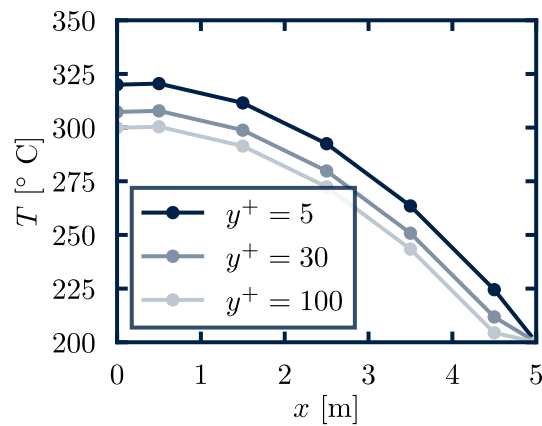 350
325
300
275
250
225
200
T [° C]
y⁺ = 5
y⁺ = 30
y⁺ = 100
0 1 2 3 4 5
x [m]